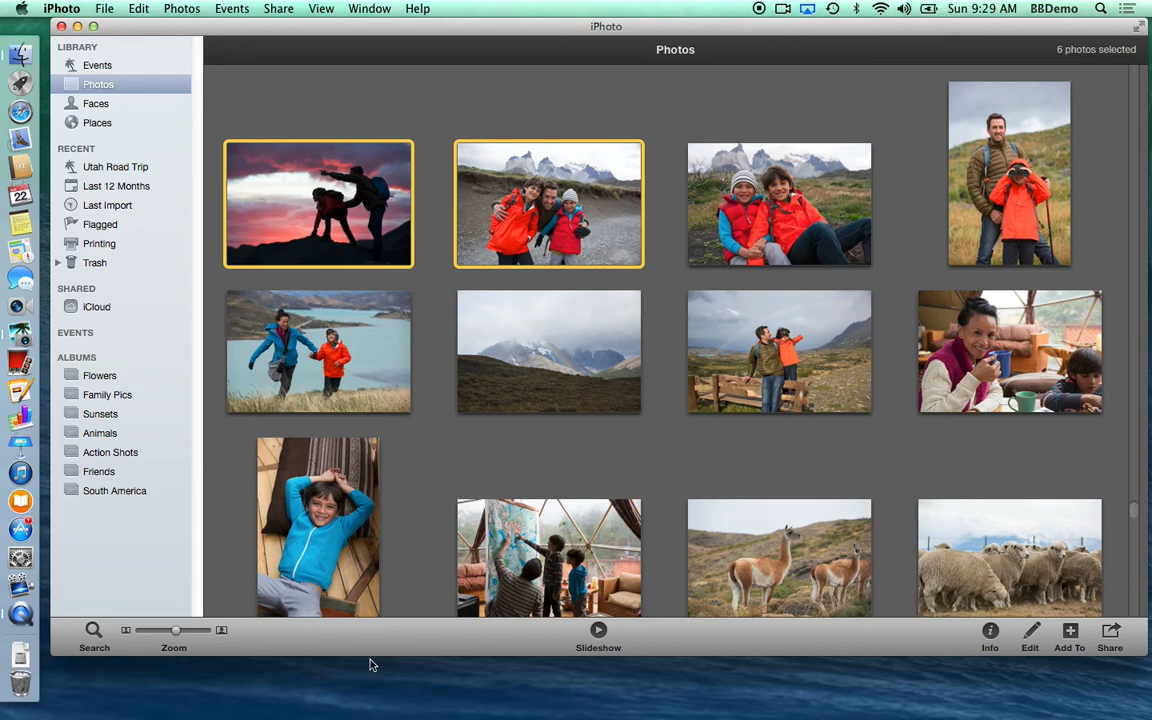 iPhoto File Edit Photos Events Share View Window Help Sun 9:29 AM BBDemo
iPhoto
LIBRARY
Events
Photos
Faces
Places
RECENT
Utah Road Trip
Last 12 Months
Last Import
Flagged
Printing
Trash
SHARED
iCloud
EVENTS
ALBUMS
Flowers
Family Pics
Sunsets
Animals
Action Shots
Friends
South America
Photos 6 photos selected
Search Zoom Slideshow Info Edit Add To Share
22